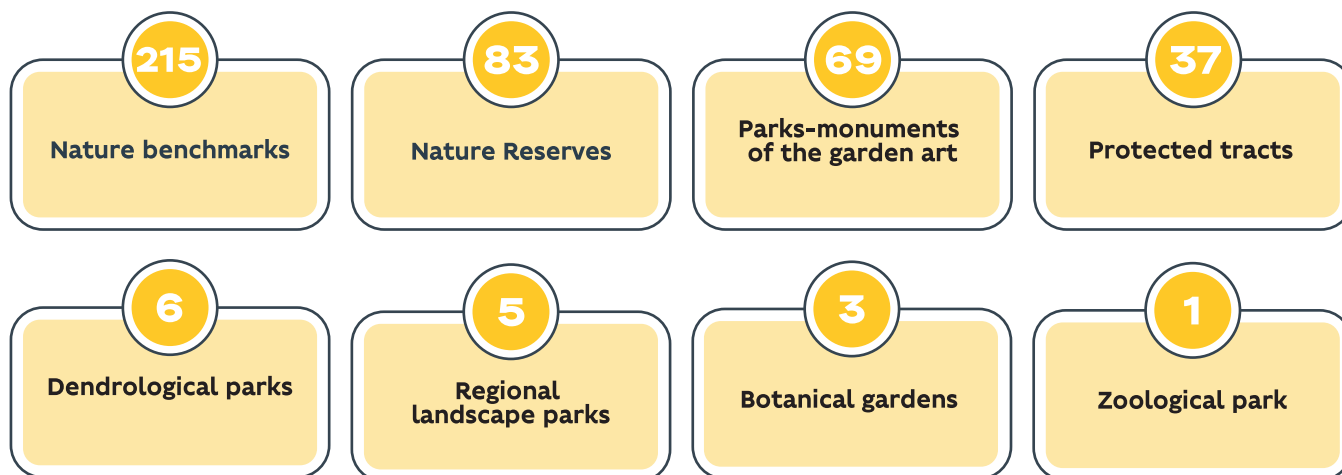 215
Nature benchmarks
83
Nature Reserves
69
Parks-monuments
of the garden art
37
Protected tracts
6
Dendrological parks
5
Regional
landscape parks
3
Botanical gardens
1
Zoological park